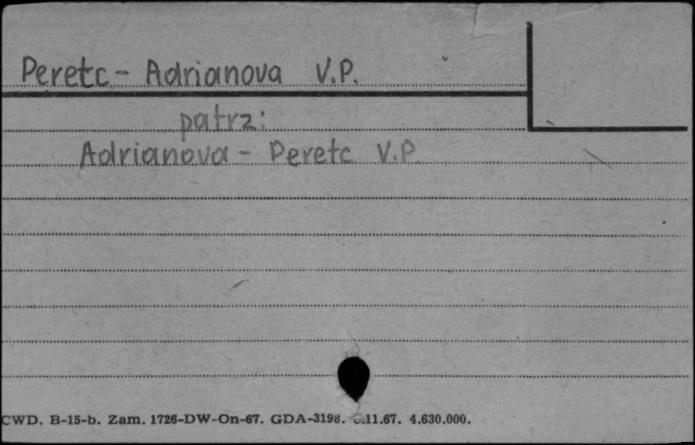 Peretc - Adrianova V.P.
patrz:
Adrianova - Peretc V.P
CWD. B-15-b. Zam. 1726-DW-On-67. GDA-3198. .11.67. 4.630.000.